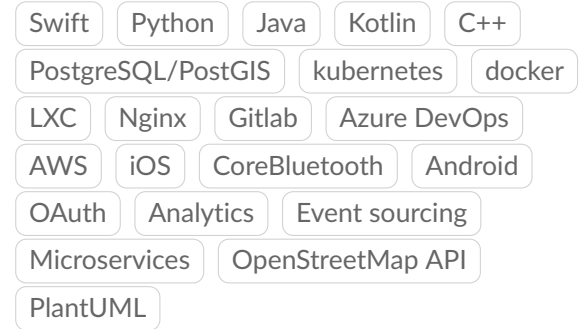 Swift Python Java Kotlin C++
PostgreSQL/PostGIS kubernetes docker
LXC Nginx Gitlab Azure DevOps
AWS iOS CoreBluetooth Android
OAuth Analytics Event sourcing
Microservices OpenStreetMap API
PlantUML